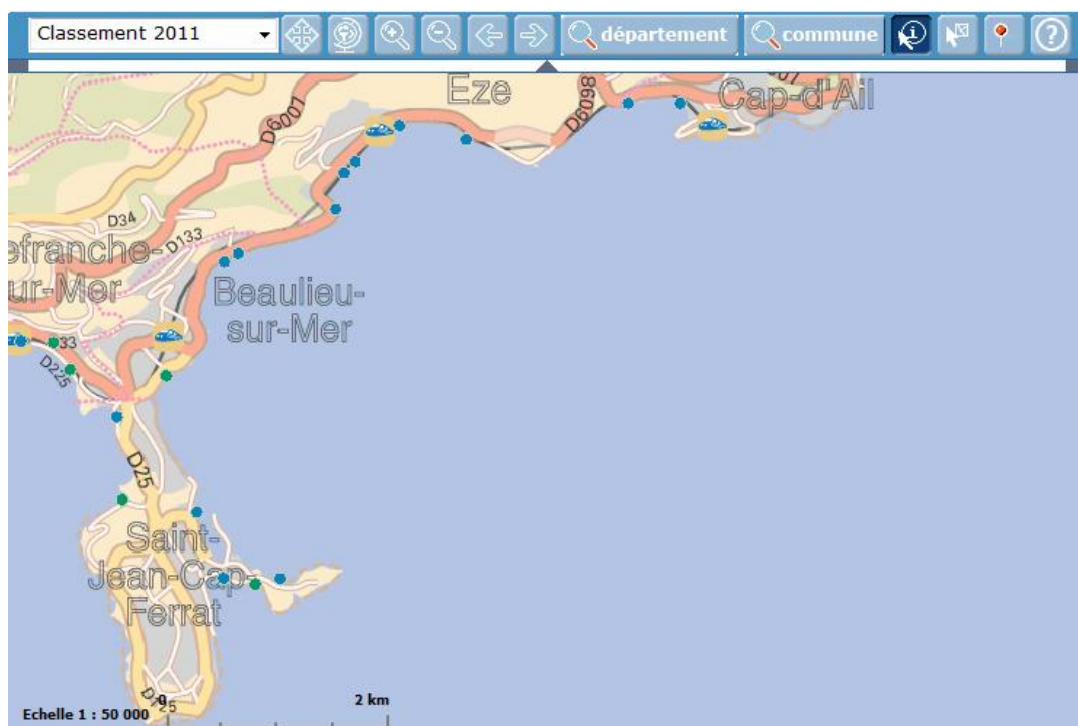 Classement 2011
département
commune
i
?
Eze
Cap-d'Ail
D6007
D6098
D34
D133
efranche-
ur-Mer
Beaulieu-
sur-Mer
33
D225
D25
Saint-
Jean-Cap-
Ferrat
D125
0
2 km
Echelle 1 : 50 000